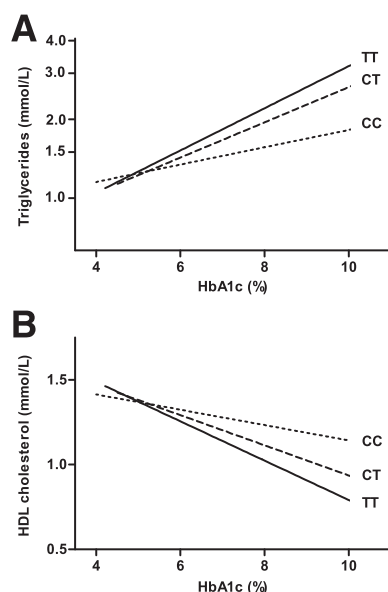 A
Triglycerides (mmol/L)
4.0
3.0
2.0
1.5
1.0
TT
CT
CC
4 6 8 10
HbA1c (%)
B
HDL cholesterol (mmol/L)
1.5
1.0
0.5
CC
CT
TT
4 6 8 10
HbA1c (%)